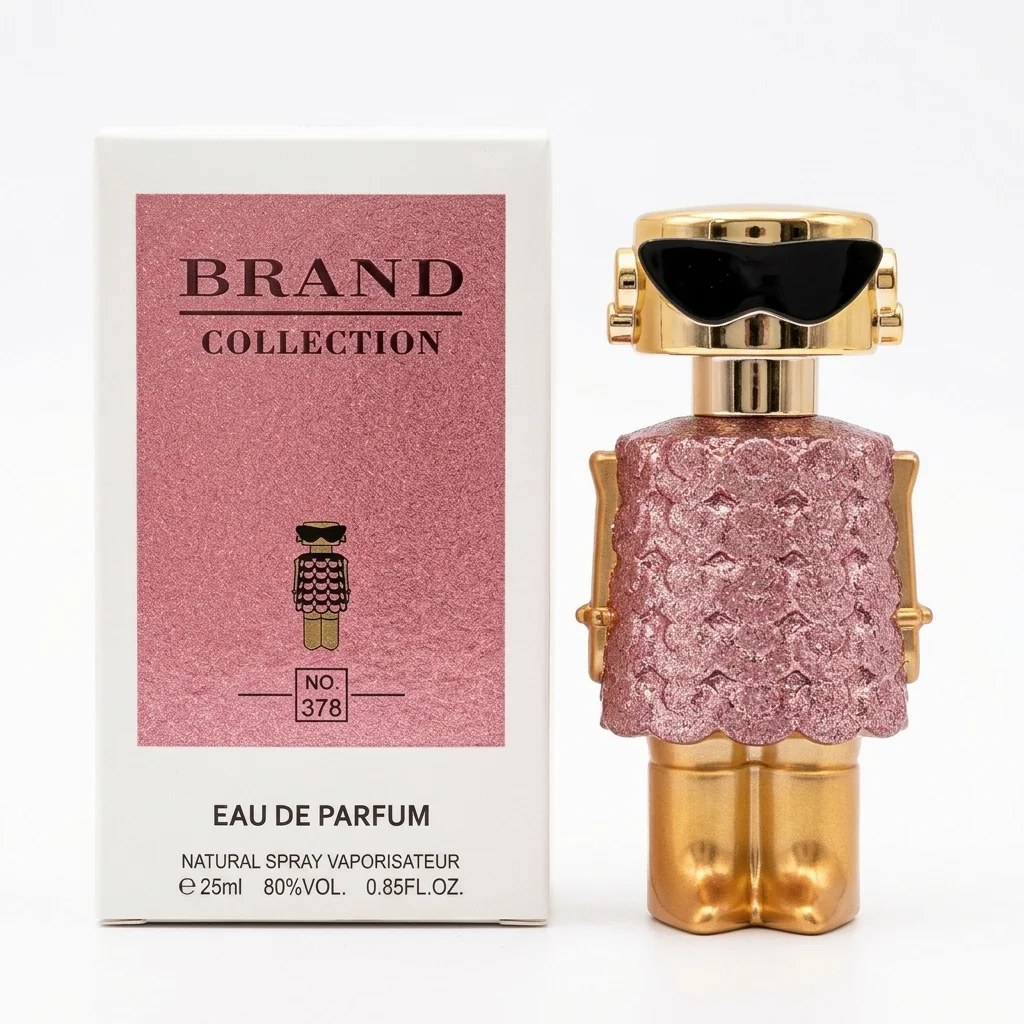 BRAND
COLLECTION
NO.
378
EAU DE PARFUM
NATURAL SPRAY VAPORISATEUR
℮ 25ml 80%VOL. 0.85FL.OZ.